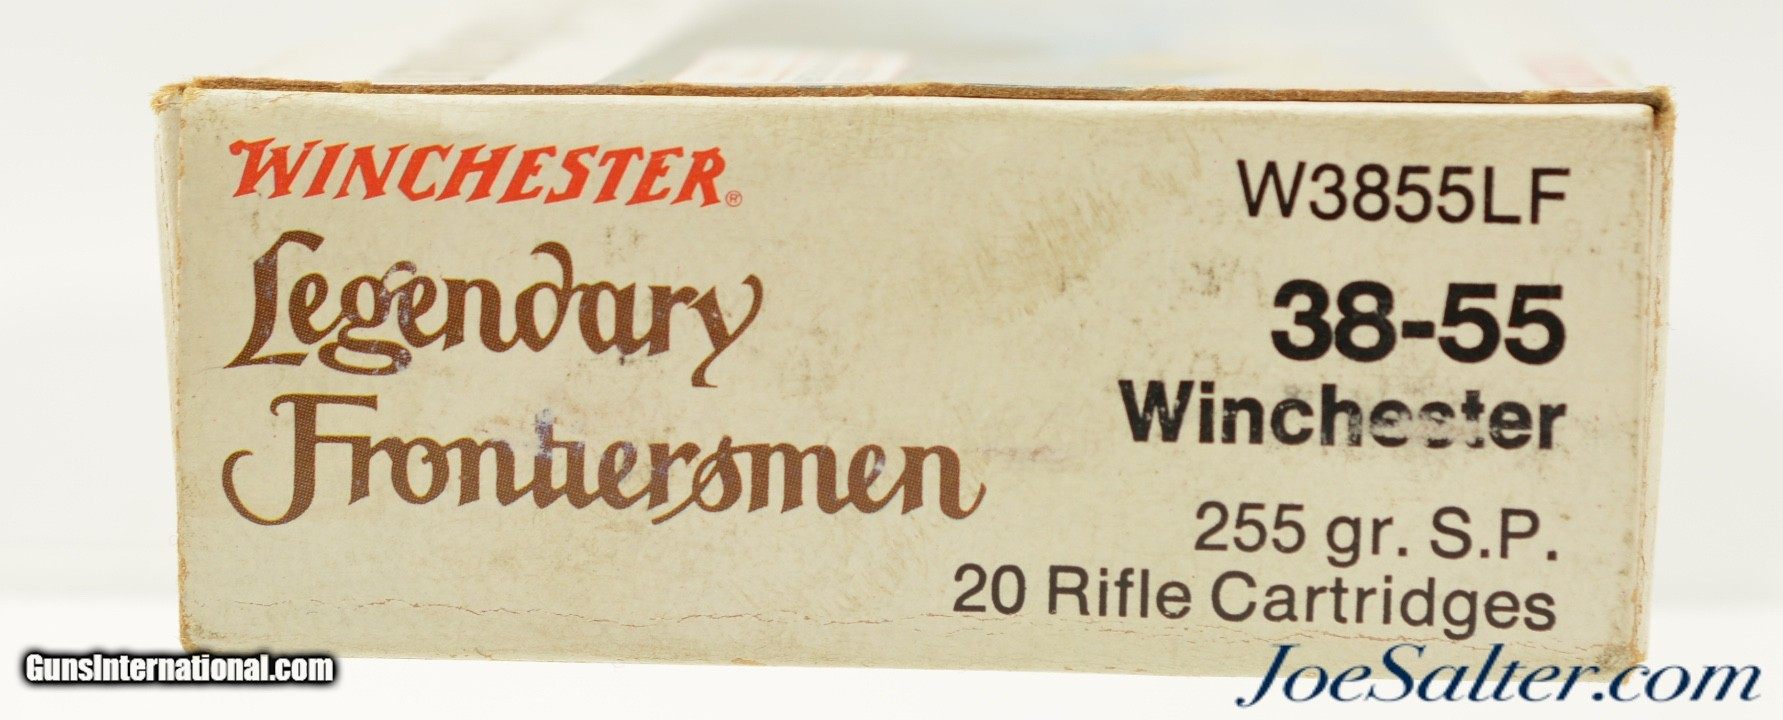 WINCHESTER®
Legendary
Frontiersmen
W3855LF
38-55
Winchester
255 gr. S.P.
20 Rifle Cartridges
GunsInternational.com
JoeSalter.com